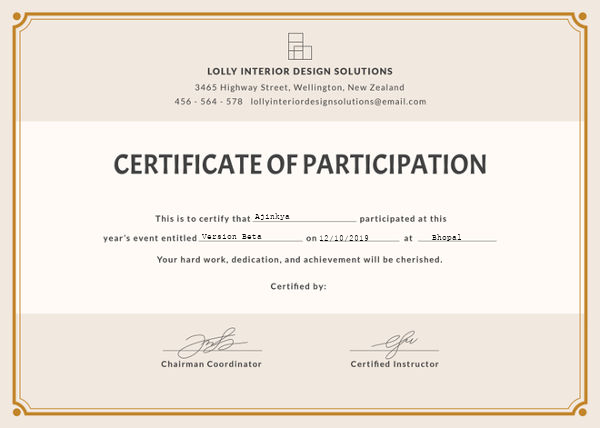 LOLLY INTERIOR DESIGN SOLUTIONS
3465 Highway Street, Wellington, New Zealand
456 - 564 - 578 lollyinteriordesignsolutions@email.com
CERTIFICATE OF PARTICIPATION
This is to certify that Ajinkya participated at this
year's event entitled Version Beta on 12/10/2019 at Bhopal
Your hard work, dedication, and achievement will be cherished.
Certified by:
Chairman Coordinator Certified Instructor